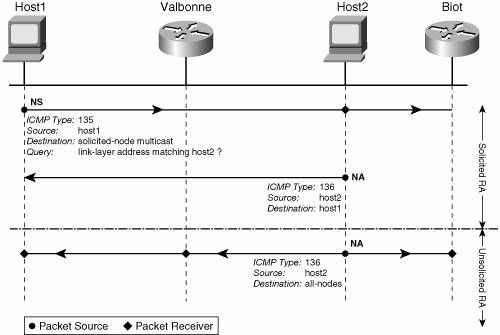 Host1
Valbonne
Host2
Biot
NS
ICMP Type: 135
Source: host1
Destination: solicited-node multicast
Query: link-layer address matching host2 ?
NA
ICMP Type: 136
Source: host2
Destination: host1
Solicited RA
NA
ICMP Type: 136
Source: host2
Destination: all-nodes
Unsolicited RA
Packet Source
Packet Receiver